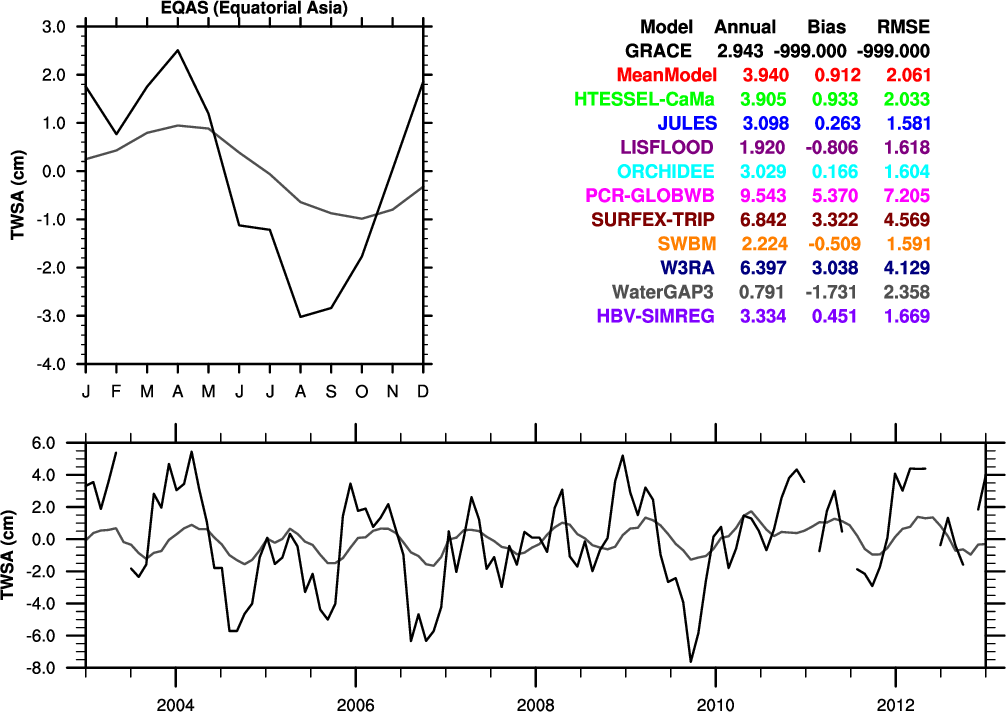 EQAS (Equatorial Asia)
3.0
2.0
1.0
0.0
-1.0
-2.0
-3.0
-4.0
TWSA (cm)
J F M A M J J A S O N D
Model Annual Bias RMSE
GRACE 2.943 -999.000 -999.000
MeanModel 3.940 0.912 2.061
HTESSEL-CaMa 3.905 0.933 2.033
JULES 3.098 0.263 1.581
LISFLOOD 1.920 -0.806 1.618
ORCHIDEE 3.029 0.166 1.604
PCR-GLOBWB 9.543 5.370 7.205
SURFEX-TRIP 6.842 3.322 4.569
SWBM 2.224 -0.509 1.591
W3RA 6.397 3.038 4.129
WaterGAP3 0.791 -1.731 2.358
HBV-SIMREG 3.334 0.451 1.669
6.0
4.0
2.0
0.0
-2.0
-4.0
-6.0
-8.0
TWSA (cm)
2004 2006 2008 2010 2012